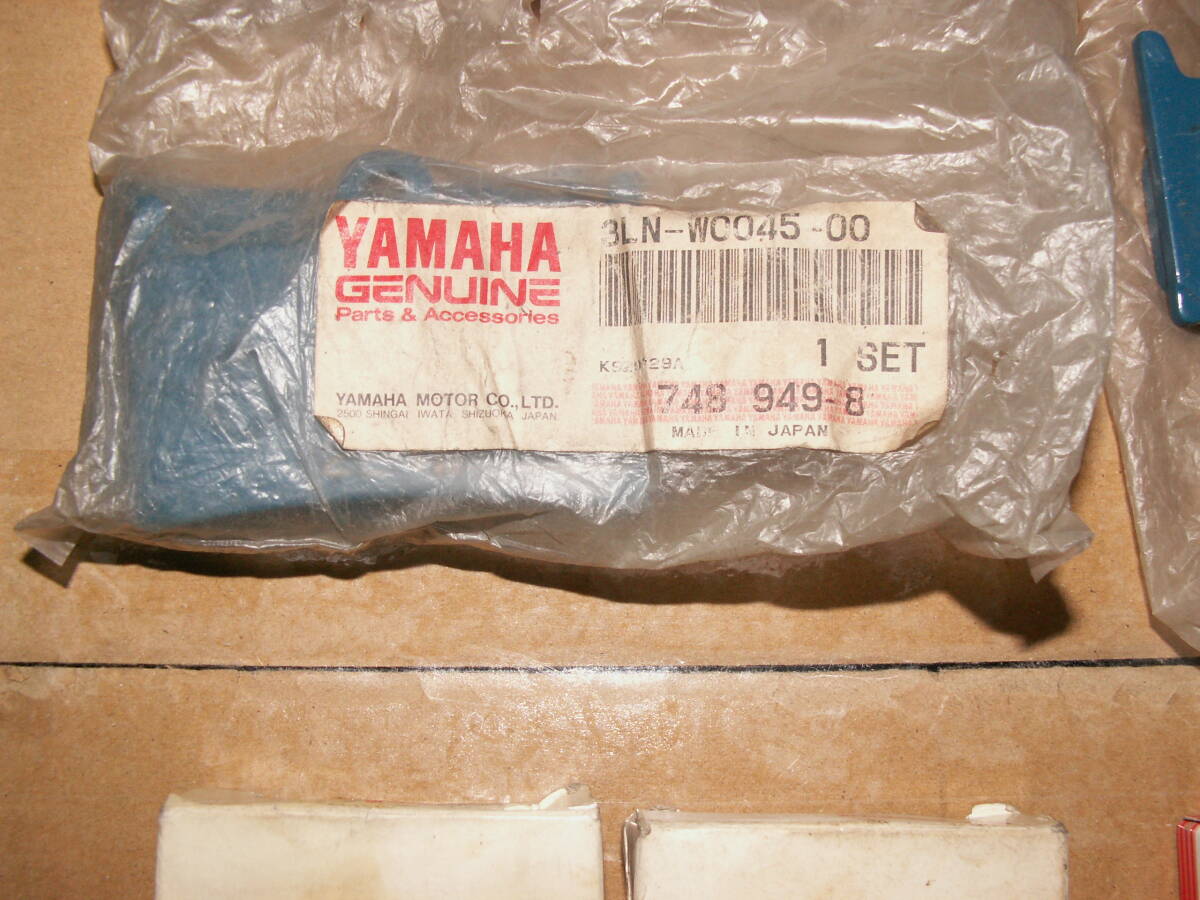 YAMAHA
GENUINE
Parts & Accessories
YAMAHA MOTOR CO.,LTD.
2500 SHINGAI IWATA SHIZUOKA JAPAN
3LN-W0045-00
1 SET
748 949-8
MADE IN JAPAN